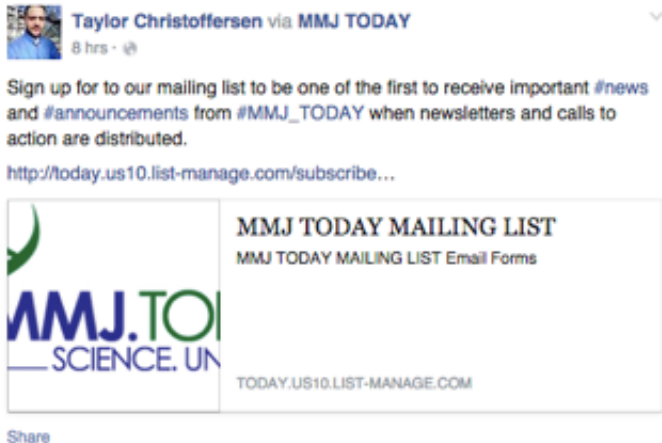 Taylor Christoffersen via MMJ TODAY
8 hrs ·
Sign up for to our mailing list to be one of the first to receive important #news
and #announcements from #MMJ_TODAY when newsletters and calls to
action are distributed.
http://today.us10.list-manage.com/subscribe...
MMJ TODAY MAILING LIST
MMJ TODAY MAILING LIST Email Forms
MMJ.TO
SCIENCE. UN
TODAY.US10.LIST-MANAGE.COM
Share